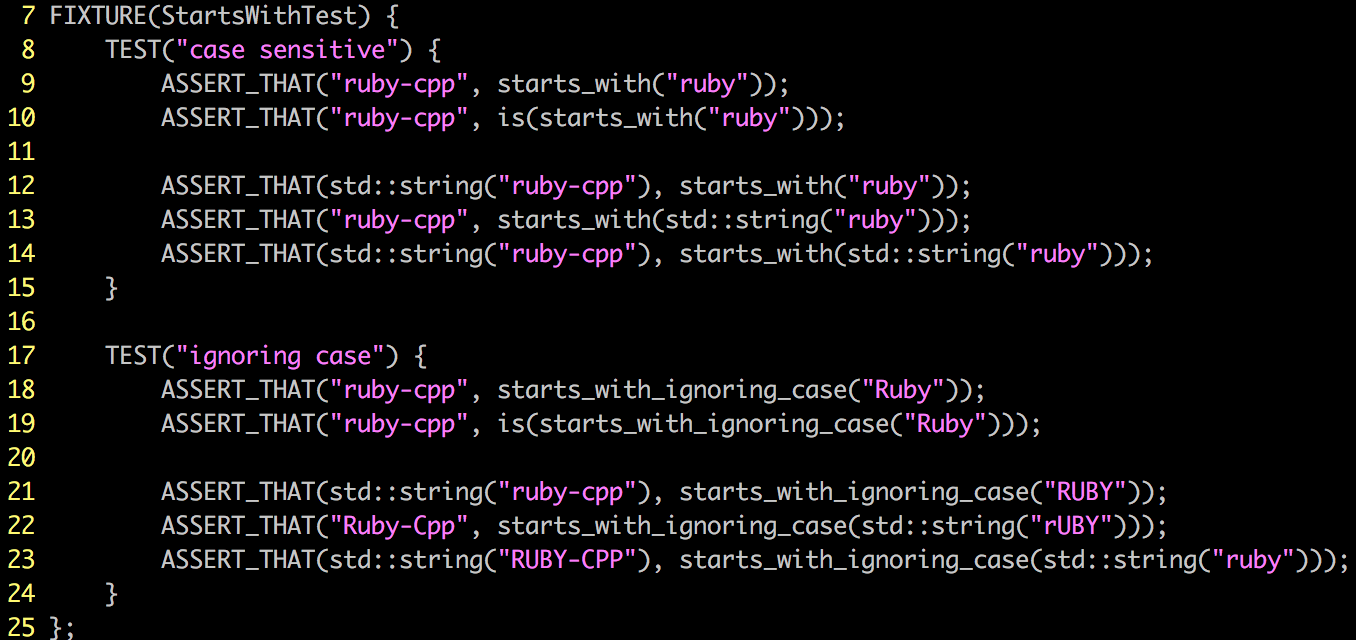 7 FIXTURE(StartsWithTest) {
8     TEST("case sensitive") {
9         ASSERT_THAT("ruby-cpp", starts_with("ruby"));
10         ASSERT_THAT("ruby-cpp", is(starts_with("ruby")));
11
12         ASSERT_THAT(std::string("ruby-cpp"), starts_with("ruby"));
13         ASSERT_THAT("ruby-cpp", starts_with(std::string("ruby")));
14         ASSERT_THAT(std::string("ruby-cpp"), starts_with(std::string("ruby")));
15     }
16
17     TEST("ignoring case") {
18         ASSERT_THAT("ruby-cpp", starts_with_ignoring_case("Ruby"));
19         ASSERT_THAT("ruby-cpp", is(starts_with_ignoring_case("Ruby")));
20
21         ASSERT_THAT(std::string("ruby-cpp"), starts_with_ignoring_case("RUBY"));
22         ASSERT_THAT("Ruby-Cpp", starts_with_ignoring_case(std::string("rUBY")));
23         ASSERT_THAT(std::string("RUBY-CPP"), starts_with_ignoring_case(std::string("ruby")));
24     }
25 };